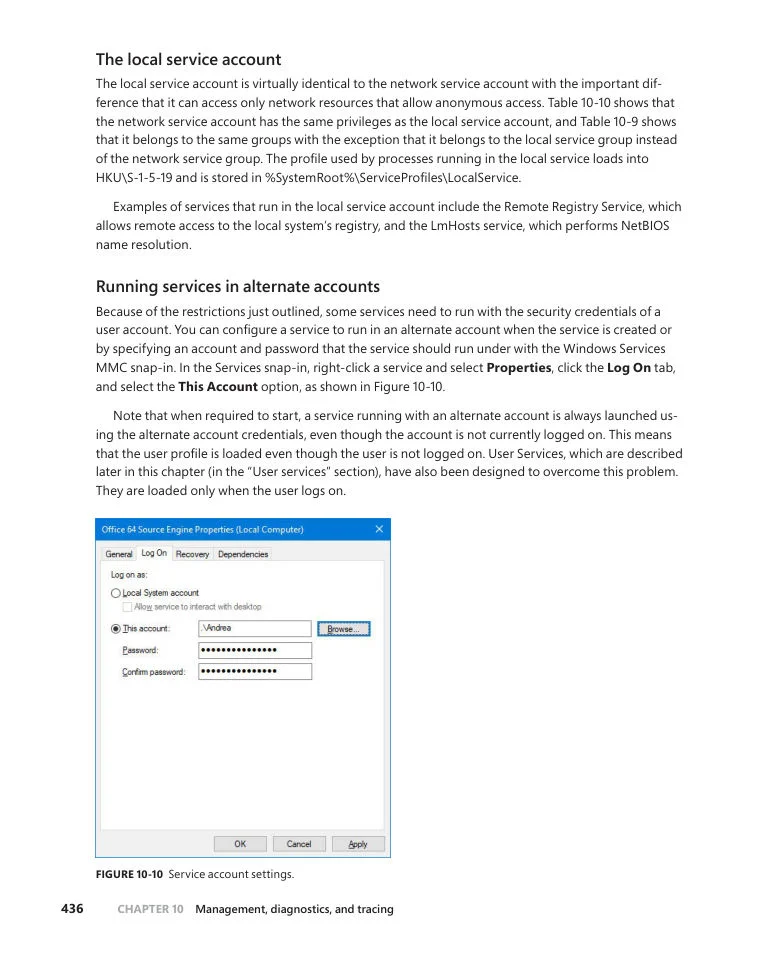 The local service account
The local service account is virtually identical to the network service account with the important dif-
ference that it can access only network resources that allow anonymous access. Table 10-10 shows that
the network service account has the same privileges as the local service account, and Table 10-9 shows
that it belongs to the same groups with the exception that it belongs to the local service group instead
of the network service group. The profile used by processes running in the local service loads into
HKU\S-1-5-19 and is stored in %SystemRoot%\ServiceProfiles\LocalService.
Examples of services that run in the local service account include the Remote Registry Service, which
allows remote access to the local system's registry, and the LmHosts service, which performs NetBIOS
name resolution.
Running services in alternate accounts
Because of the restrictions just outlined, some services need to run with the security credentials of a
user account. You can configure a service to run in an alternate account when the service is created or
by specifying an account and password that the service should run under with the Windows Services
MMC snap-in. In the Services snap-in, right-click a service and select Properties, click the Log On tab,
and select the This Account option, as shown in Figure 10-10.
Note that when required to start, a service running with an alternate account is always launched us-
ing the alternate account credentials, even though the account is not currently logged on. This means
that the user profile is loaded even though the user is not logged on. User Services, which are described
later in this chapter (in the "User services" section), have also been designed to overcome this problem.
They are loaded only when the user logs on.
Office 64 Source Engine Properties (Local Computer)
General Log On Recovery Dependencies
Log on as:
Local System account
Allow service to interact with desktop
This account: .\Andrea Browse...
Password: •••••••••••••••
Confirm password: •••••••••••••••
OK Cancel Apply
FIGURE 10-10 Service account settings.
436 CHAPTER 10 Management, diagnostics, and tracing